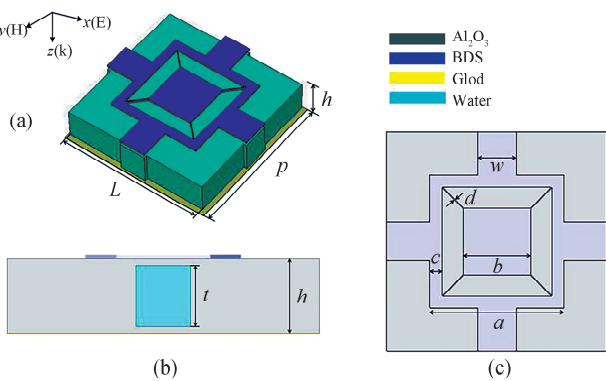 y(H)
x(E)
z(k)
(a)
h
L
p
Al₂O₃
BDS
Glod
Water
t
h
(b)
w
d
c
b
a
(c)